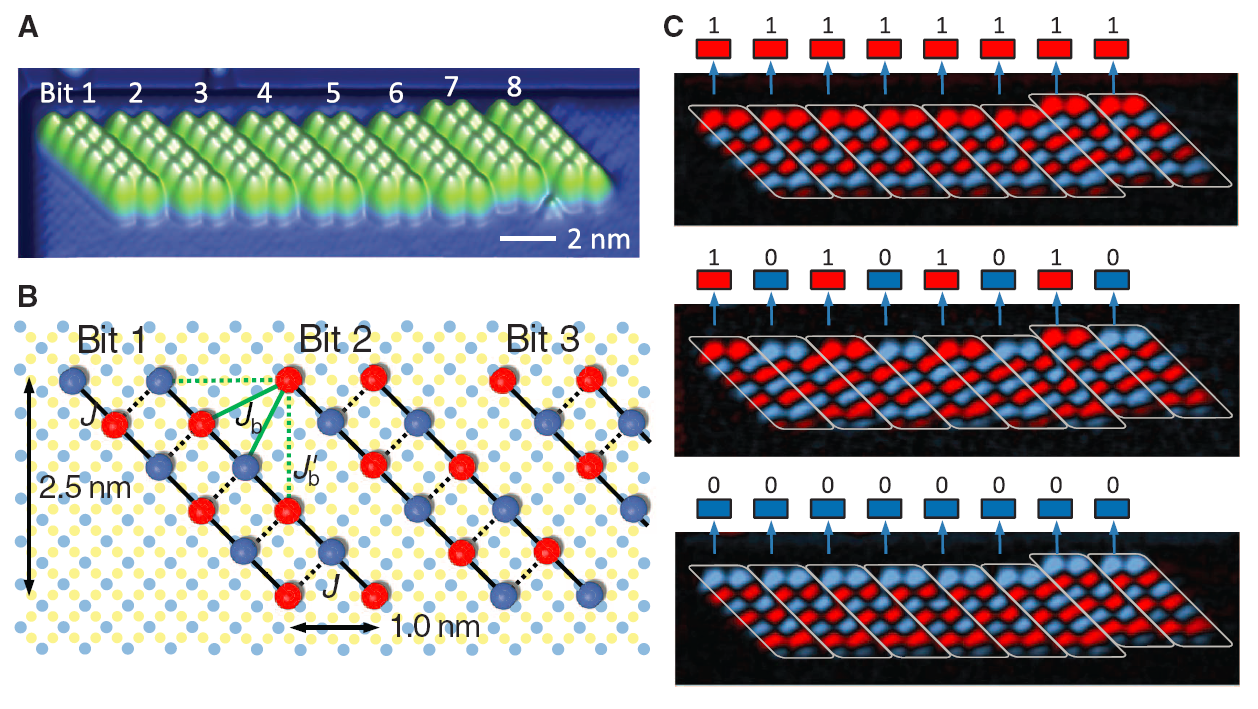 A
Bit 1 2 3 4 5 6 7 8
2 nm
B
Bit 1 Bit 2 Bit 3
J
J_b
J'_b
2.5 nm
J
1.0 nm
C
1 1 1 1 1 1 1 1
1 0 1 0 1 0 1 0
0 0 0 0 0 0 0 0